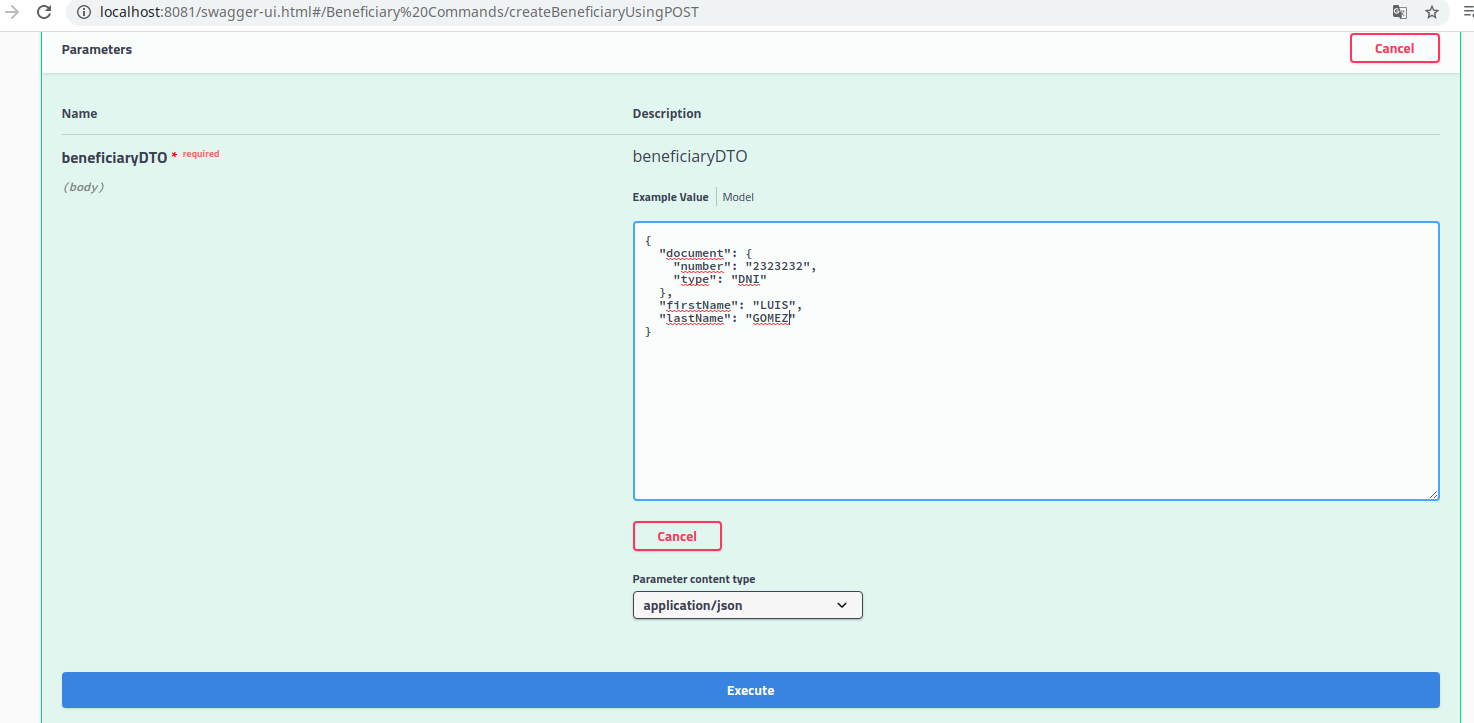 localhost:8081/swagger-ui.html#/Beneficiary%20Commands/createBeneficiaryUsingPOST
Parameters
Cancel
Name
Description
beneficiaryDTO * required
(body)
beneficiaryDTO
Example Value
Model
{
  "document": {
    "number": "2323232",
    "type": "DNI"
  },
  "firstName": "LUIS",
  "lastName": "GOMEZ"
}
Cancel
Parameter content type
application/json
Execute